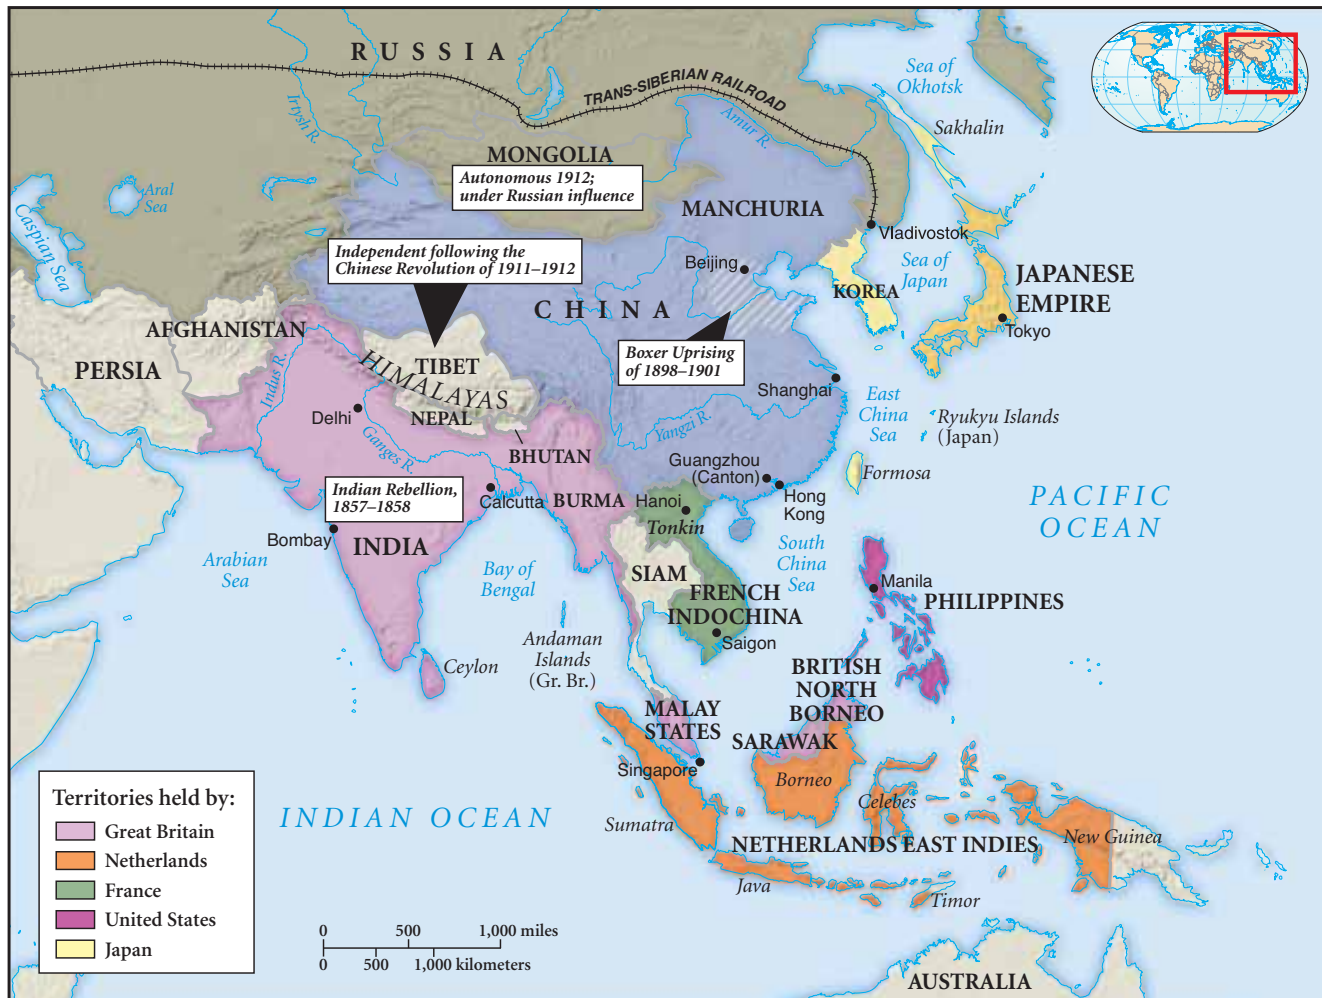 RUSSIA
TRANS-SIBERIAN RAILROAD
Sea of
Okhotsk
Sakhalin
Irtysh R.
Amur R.
MONGOLIA
Autonomous 1912;
under Russian influence
Aral
Sea
Caspian Sea
MANCHURIA
Vladivostok
Independent following the
Chinese Revolution of 1911–1912
Beijing
Sea of
Japan
JAPANESE
EMPIRE
KOREA
CHINA
Tokyo
AFGHANISTAN
PERSIA
Indus R.
TIBET
HIMALAYAS
NEPAL
Boxer Uprising
of 1898–1901
Shanghai
East
China
Sea
Ryukyu Islands
(Japan)
Delhi
Ganges R.
Yangzi R.
BHUTAN
Guangzhou
(Canton)
Formosa
Hong
Kong
Indian Rebellion,
1857–1858
Calcutta
BURMA
Hanoi
Tonkin
PACIFIC
OCEAN
Bombay
INDIA
Arabian
Sea
Bay of
Bengal
SIAM
South
China
Sea
Manila
PHILIPPINES
FRENCH
INDOCHINA
Saigon
Andaman
Islands
(Gr. Br.)
Ceylon
BRITISH
NORTH
BORNEO
MALAY
STATES
SARAWAK
Singapore
Borneo
Celebes
Sumatra
INDIAN OCEAN
NETHERLANDS EAST INDIES
New Guinea
Java
Timor
AUSTRALIA
Territories held by:
Great Britain
Netherlands
France
United States
Japan
0 500 1,000 miles
0 500 1,000 kilometers